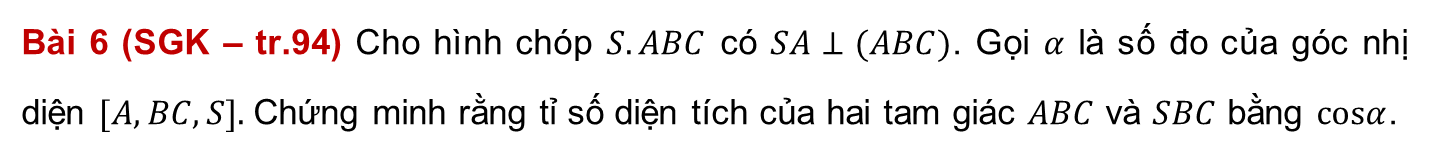 Bài 6 (SGK – tr.94) Cho hình chóp S.ABC có SA ⊥ (ABC). Gọi α là số đo của góc nhị
diện [A, BC, S]. Chứng minh rằng tỉ số diện tích của hai tam giác ABC và SBC bằng cosα.